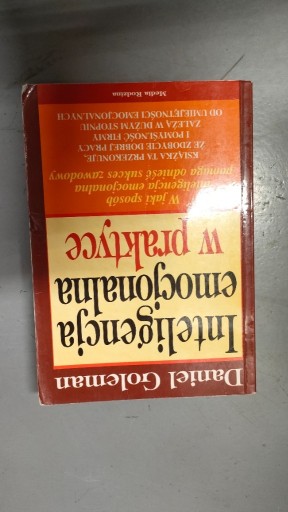 Daniel Goleman
Inteligencja
emocjonalna
w praktyce
W jaki sposób
inteligencja emocjonalna
pomaga odnieść sukces zawodowy
KSIĄŻKA TA PRZEKONUJE,
ŻE ZDOBYCIE DOBREJ PRACY
I POMYŚLNOŚĆ FIRMY
ZALEŻĄ W DUŻYM STOPNIU
OD UMIEJĘTNOŚCI EMOCJONALNYCH
Media Rodzina